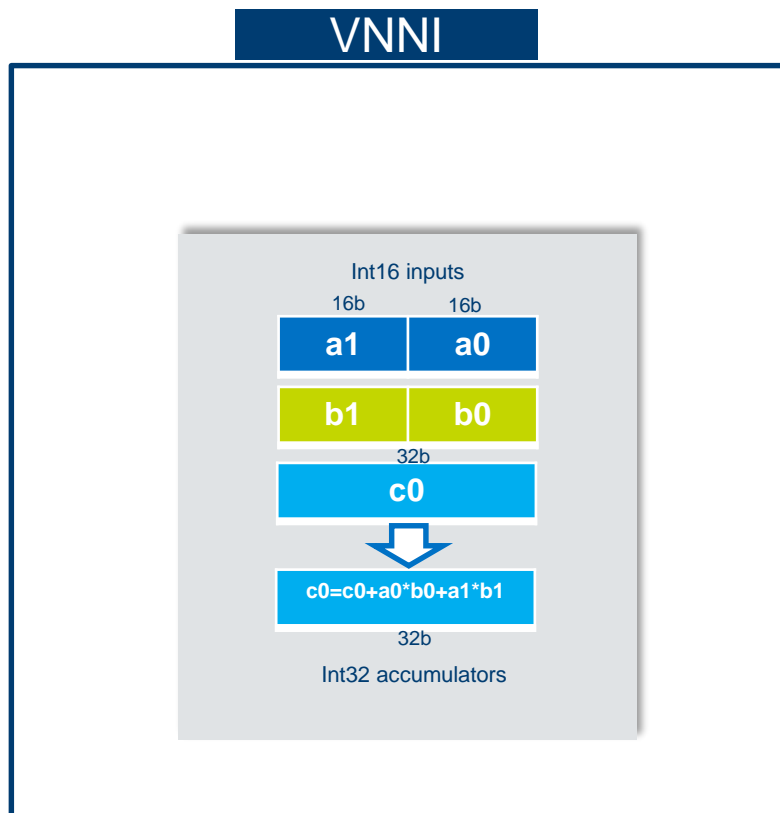 VNNI
Int16 inputs
16b 16b
a1 a0
b1 b0
32b
c0
c0=c0+a0*b0+a1*b1
32b
Int32 accumulators